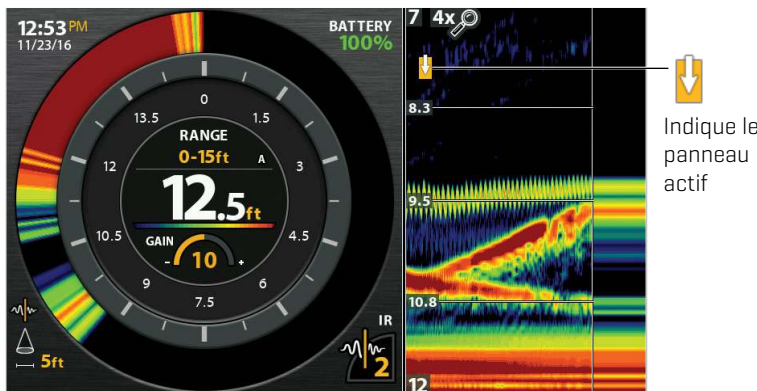 12:53 PM
11/23/16
BATTERY
100%
0
1.5
3
4.5
6
7.5
9
10.5
12
13.5
RANGE
0-15ft A
12.5ft
GAIN
- 10 +
5ft
IR
2
7 4x
8.3
9.5
10.8
12
Indique le
panneau
actif